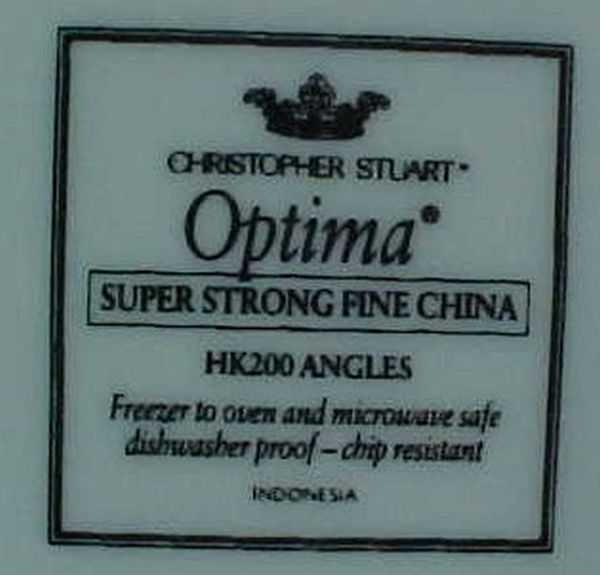 CHRISTOPHER STUART®
Optima®
SUPER STRONG FINE CHINA
HK200 ANGLES
Freezer to oven and microwave safe
dishwasher proof – chip resistant
INDONESIA